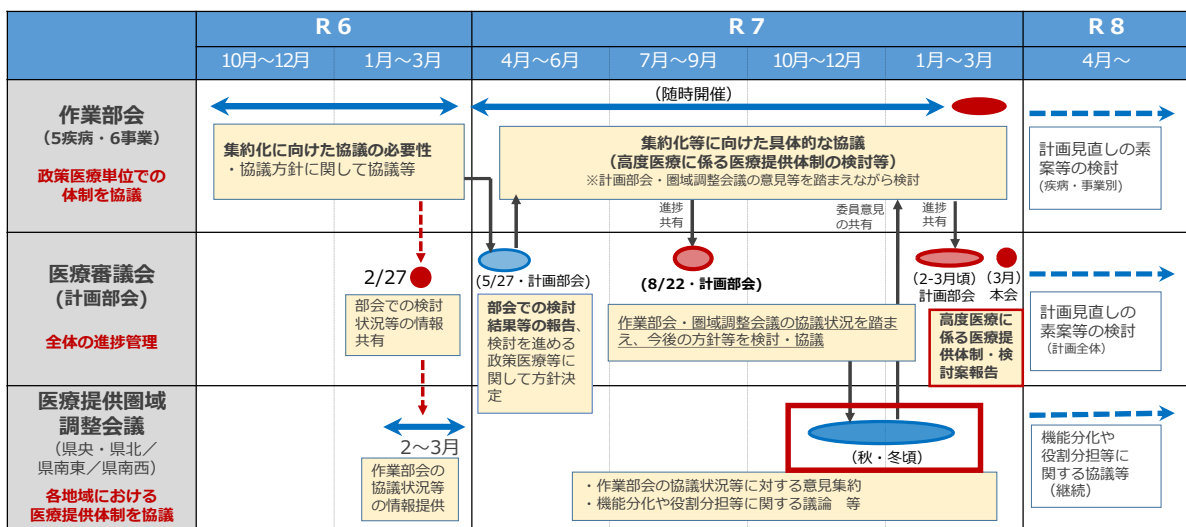 R6
R7
R8
10月～12月
1月～3月
4月～6月
7月～9月
10月～12月
1月～3月
4月～
作業部会
（5疾病・6事業）
政策医療単位での
体制を協議
（随時開催）
集約化に向けた協議の必要性
・協議方針に関して協議等
集約化等に向けた具体的な協議
（高度医療に係る医療提供体制の検討等）
※計画部会・圏域調整会議の意見等を踏まえながら検討
計画見直しの素
案等の検討
(疾病・事業別)
進捗
共有
委員意見
の共有
進捗
共有
医療審議会
(計画部会)
全体の進捗管理
2/27
部会での検討
状況等の情報
共有
(5/27・計画部会)
部会での検討
結果等の報告、
検討を進める
政策医療等に
関して方針決
定
(8/22・計画部会)
作業部会・圏域調整会議の協議状況を踏ま
え、今後の方針等を検討・協議
(2-3月頃)
計画部会
(3月)
本会
高度医療に
係る医療提
供体制・検
討案報告
計画見直しの
素案等の検討
(計画全体)
医療提供圏域
調整会議
（県央・県北／
県南東／県南西）
各地域における
医療提供体制を協議
2～3月
作業部会の
協議状況等
の情報提供
(秋・冬頃)
・作業部会の協議状況等に対する意見集約
・機能分化や役割分担等に関する議論 等
機能分化や
役割分担等に
関する協議等
（継続）